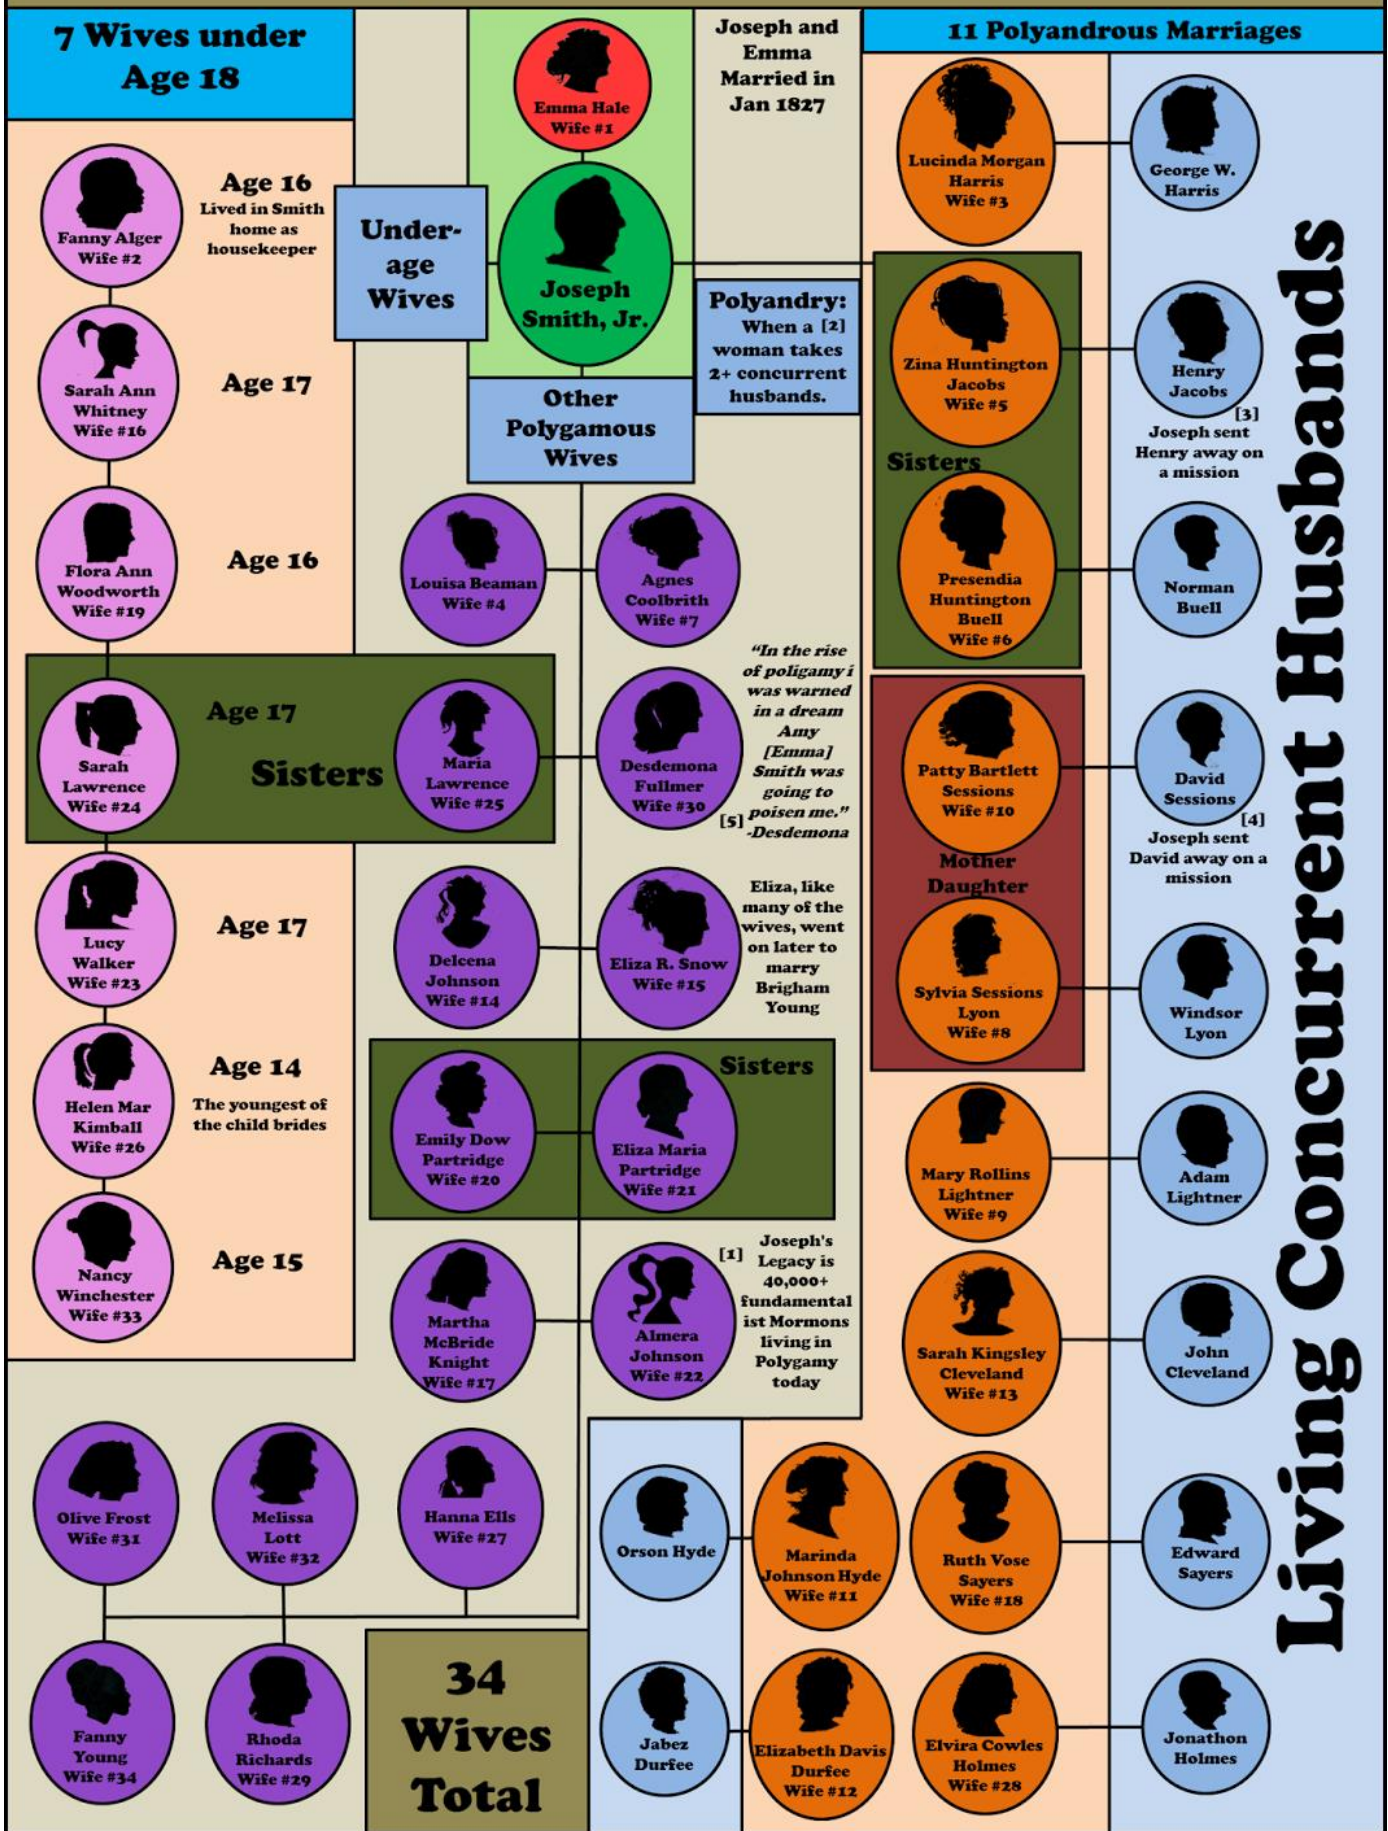 7 Wives under
Age 18
Emma Hale
Wife #1
Joseph and
Emma
Married in
Jan 1827
11 Polyandrous Marriages
Fanny Alger
Wife #2
Age 16
Lived in Smith
home as
housekeeper
Under-
age
Wives
Joseph
Smith, Jr.
Polyandry:
When a [2]
woman takes
2+ concurrent
husbands.
Other
Polygamous
Wives
Sarah Ann
Whitney
Wife #16
Age 17
Flora Ann
Woodworth
Wife #19
Age 16
Sarah
Lawrence
Wife #24
Age 17
Sisters
Maria
Lawrence
Wife #25
Lucy
Walker
Wife #23
Age 17
Helen Mar
Kimball
Wife #26
Age 14
The youngest of
the child brides
Nancy
Winchester
Wife #33
Age 15
Louisa Beaman
Wife #4
Agnes
Coolbrith
Wife #7
Desdemona
Fullmer
Wife #30
"In the rise
of poligamy i
was warned
in a dream
Amy
[Emma]
Smith was
going to
[5] poisen me."
-Desdemona
Delcena
Johnson
Wife #14
Eliza R. Snow
Wife #15
Eliza, like
many of the
wives, went
on later to
marry
Brigham
Young
Sisters
Emily Dow
Partridge
Wife #20
Eliza Maria
Partridge
Wife #21
Martha
McBride
Knight
Wife #17
Almera
Johnson
Wife #22
[1] Joseph's
Legacy is
40,000+
fundamental
ist Mormons
living in
Polygamy
today
Olive Frost
Wife #31
Melissa
Lott
Wife #32
Hanna Ells
Wife #27
Fanny
Young
Wife #34
Rhoda
Richards
Wife #29
34
Wives
Total
Lucinda Morgan
Harris
Wife #3
George W.
Harris
Zina Huntington
Jacobs
Wife #5
Henry
Jacobs
[3]
Joseph sent
Henry away on
a mission
Sisters
Presendia
Huntington
Buell
Wife #6
Norman
Buell
Patty Bartlett
Sessions
Wife #10
David
Sessions
[4]
Joseph sent
David away on a
mission
Mother
Daughter
Sylvia Sessions
Lyon
Wife #8
Windsor
Lyon
Mary Rollins
Lightner
Wife #9
Adam
Lightner
Sarah Kingsley
Cleveland
Wife #13
John
Cleveland
Orson Hyde
Marinda
Johnson Hyde
Wife #11
Ruth Vose
Sayers
Wife #18
Edward
Sayers
Jabez
Durfee
Elizabeth Davis
Durfee
Wife #12
Elvira Cowles
Holmes
Wife #28
Jonathon
Holmes
Living Concurrent Husbands